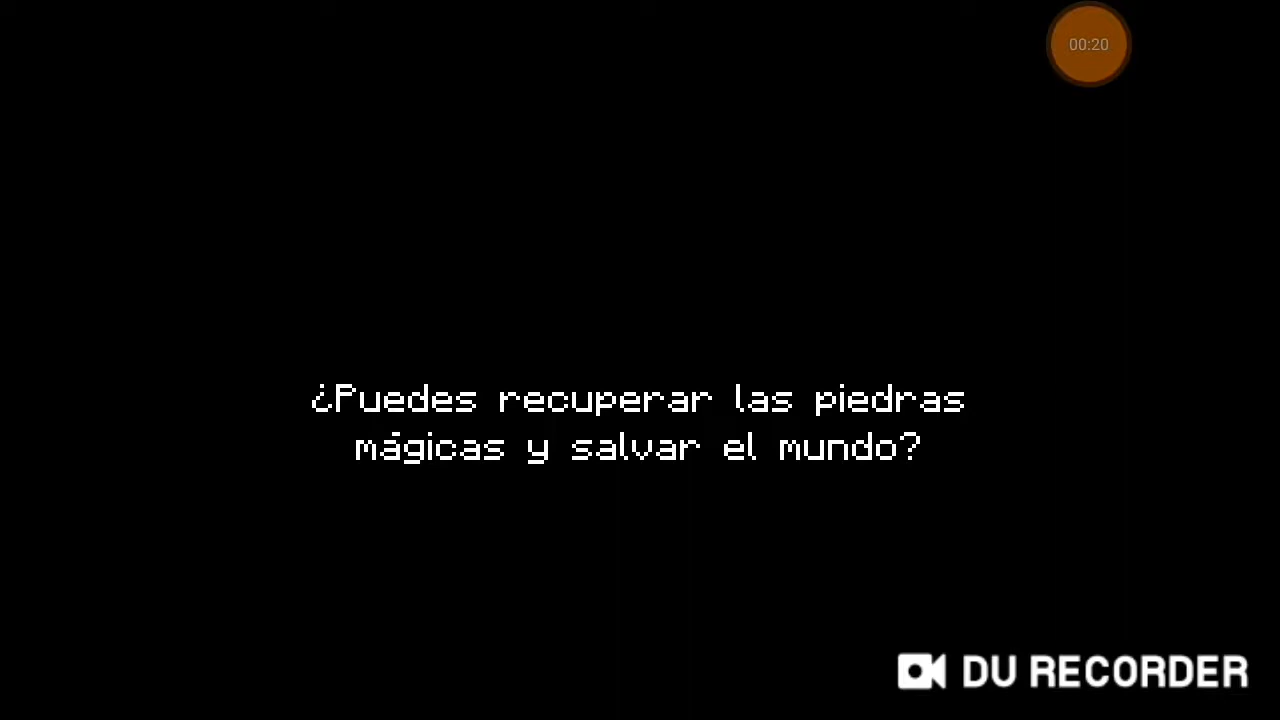 00:20
¿Puedes recuperar las piedras
mágicas y salvar el mundo?
DU RECORDER